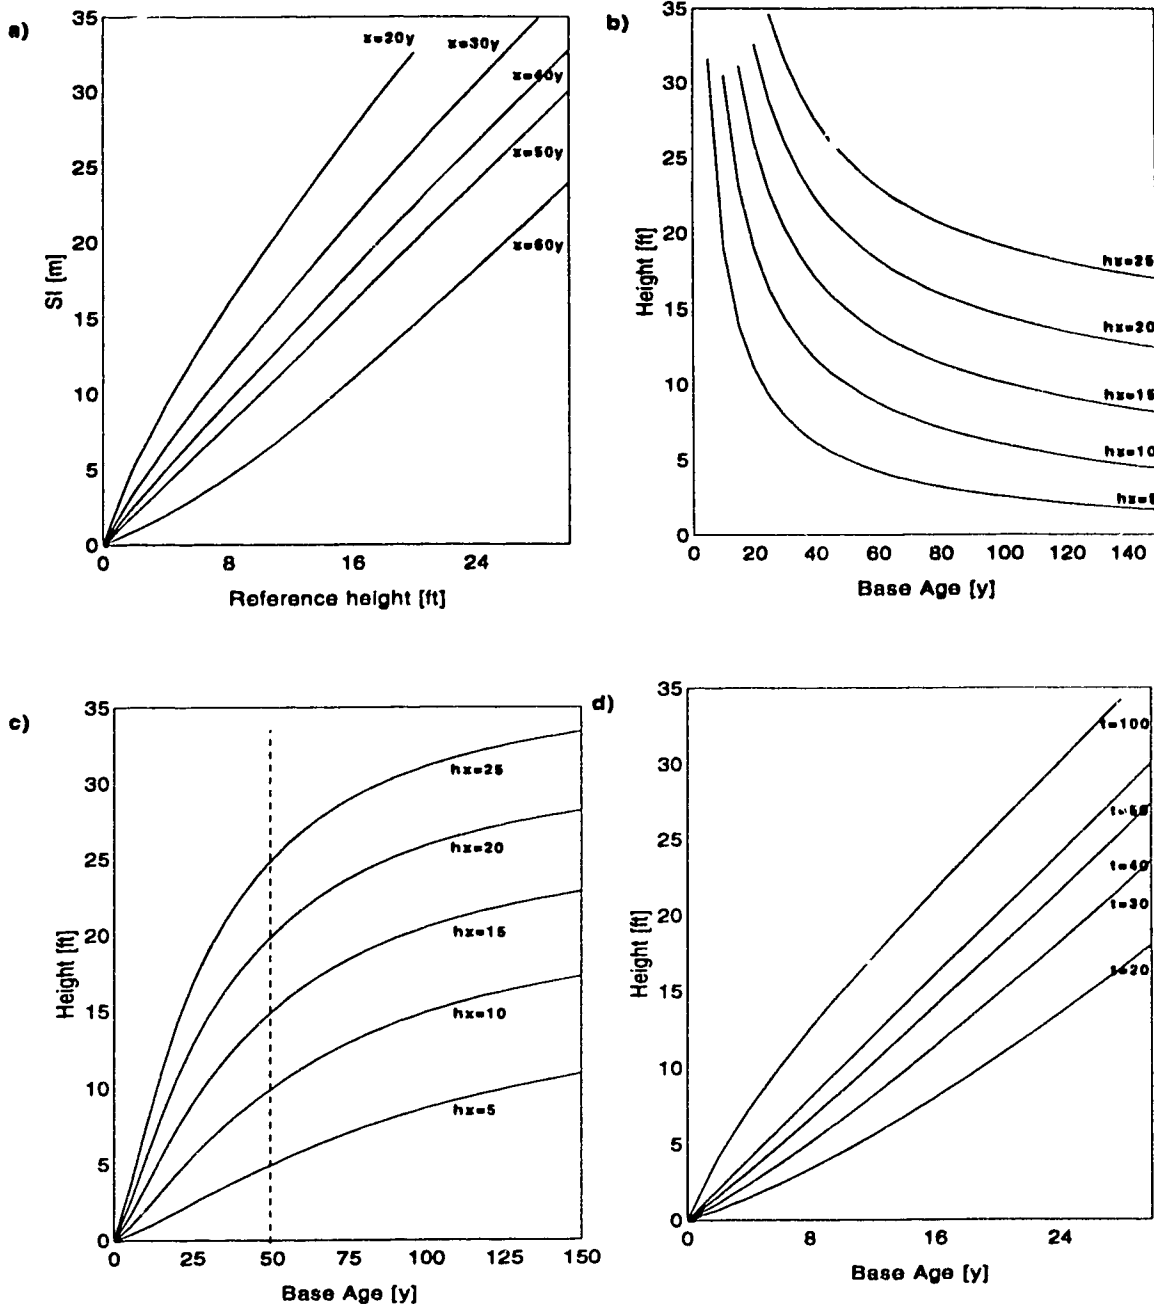 a)
35
30
25
20
15
10
5
0
SI [m]
x=20y
x=30y
x=40y
x=50y
x=60y
0 8 16 24
Reference height [ft]
b)
35
30
25
20
15
10
5
0
Height [ft]
hx=25
hx=20
hx=15
hx=10
0 20 40 60 80 100 120 140
Base Age [y]
c)
35
30
25
20
15
10
5
0
Height [ft]
hx=25
hx=20
hx=15
hx=10
hx=5
0 25 50 75 100 125 150
Base Age [y]
d)
35
30
25
20
15
10
5
0
Height [ft]
t=100
t=50
t=40
t=30
t=20
0 8 16 24
Base Age [y]